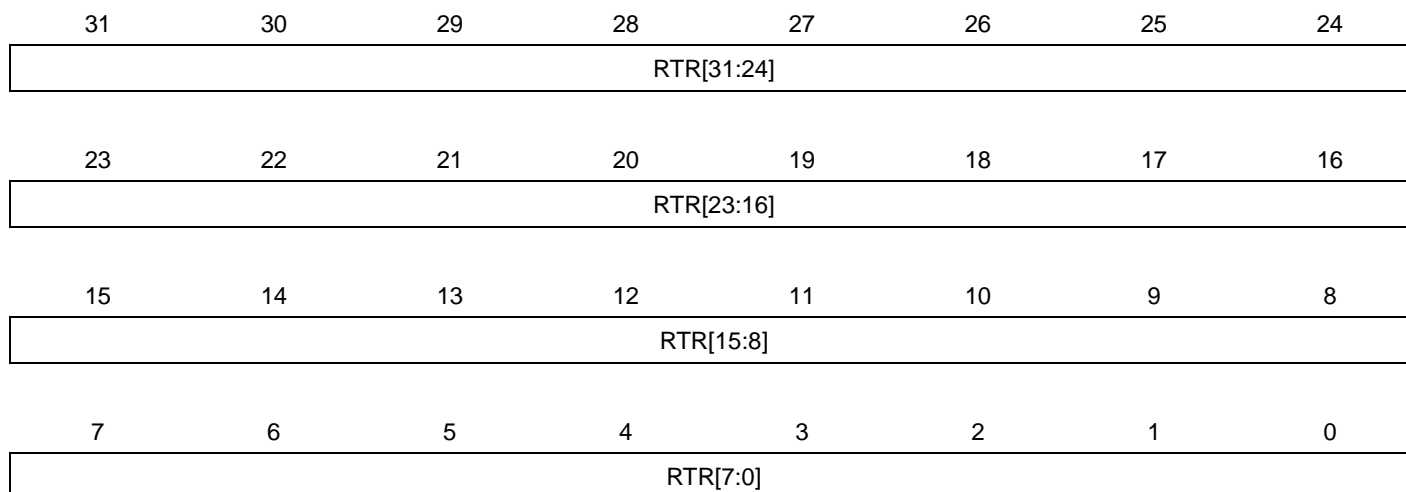 31 30 29 28 27 26 25 24
RTR[31:24]
23 22 21 20 19 18 17 16
RTR[23:16]
15 14 13 12 11 10 9 8
RTR[15:8]
7 6 5 4 3 2 1 0
RTR[7:0]